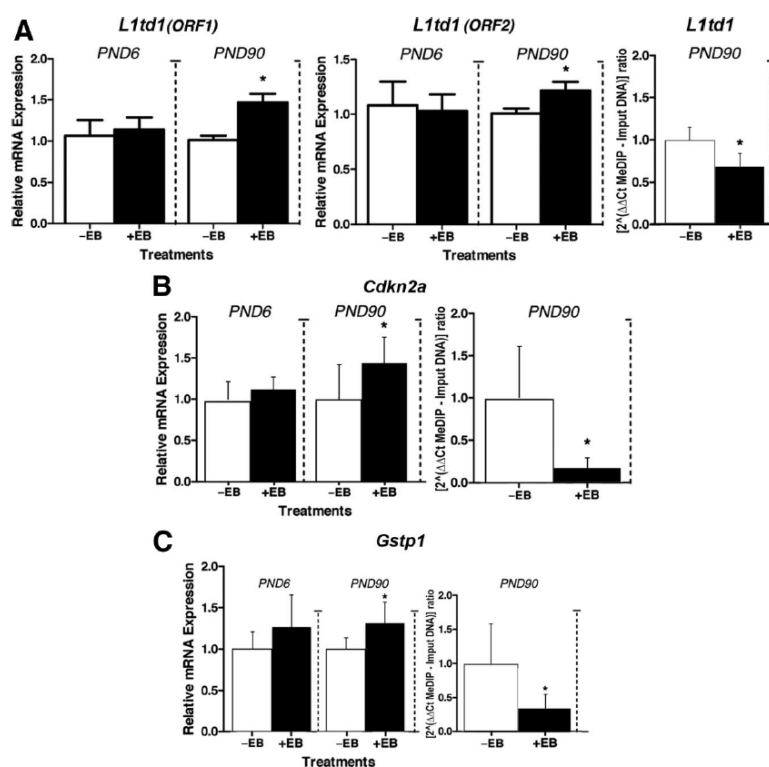 A
L1td1(ORF1)
L1td1(ORF2)
L1td1
PND6
PND90
PND6
PND90
PND90
Relative mRNA Expression
2.0
1.5
1.0
0.5
0.0
*
−EB
+EB
−EB
+EB
Treatments
Relative mRNA Expression
1.5
1.0
0.5
0.0
*
−EB
+EB
−EB
+EB
Treatments
[2^(ΔΔCt MeDIP - Imput DNA)] ratio
2.0
1.5
1.0
0.5
0.0
*
−EB
+EB
B
Cdkn2a
PND6
PND90
PND90
Relative mRNA Expression
2.0
1.5
1.0
0.5
0.0
*
−EB
+EB
−EB
+EB
Treatments
[2^(ΔΔCt MeDIP - Imput DNA)] ratio
2.0
1.5
1.0
0.5
0.0
*
−EB
+EB
C
Gstp1
PND6
PND90
PND90
Relative mRNA Expression
2.0
1.5
1.0
0.5
0.0
*
−EB
+EB
−EB
+EB
Treatments
[2^(ΔΔCt MeDIP - Imput DNA)] ratio
2.0
1.5
1.0
0.5
0.0
*
−EB
+EB